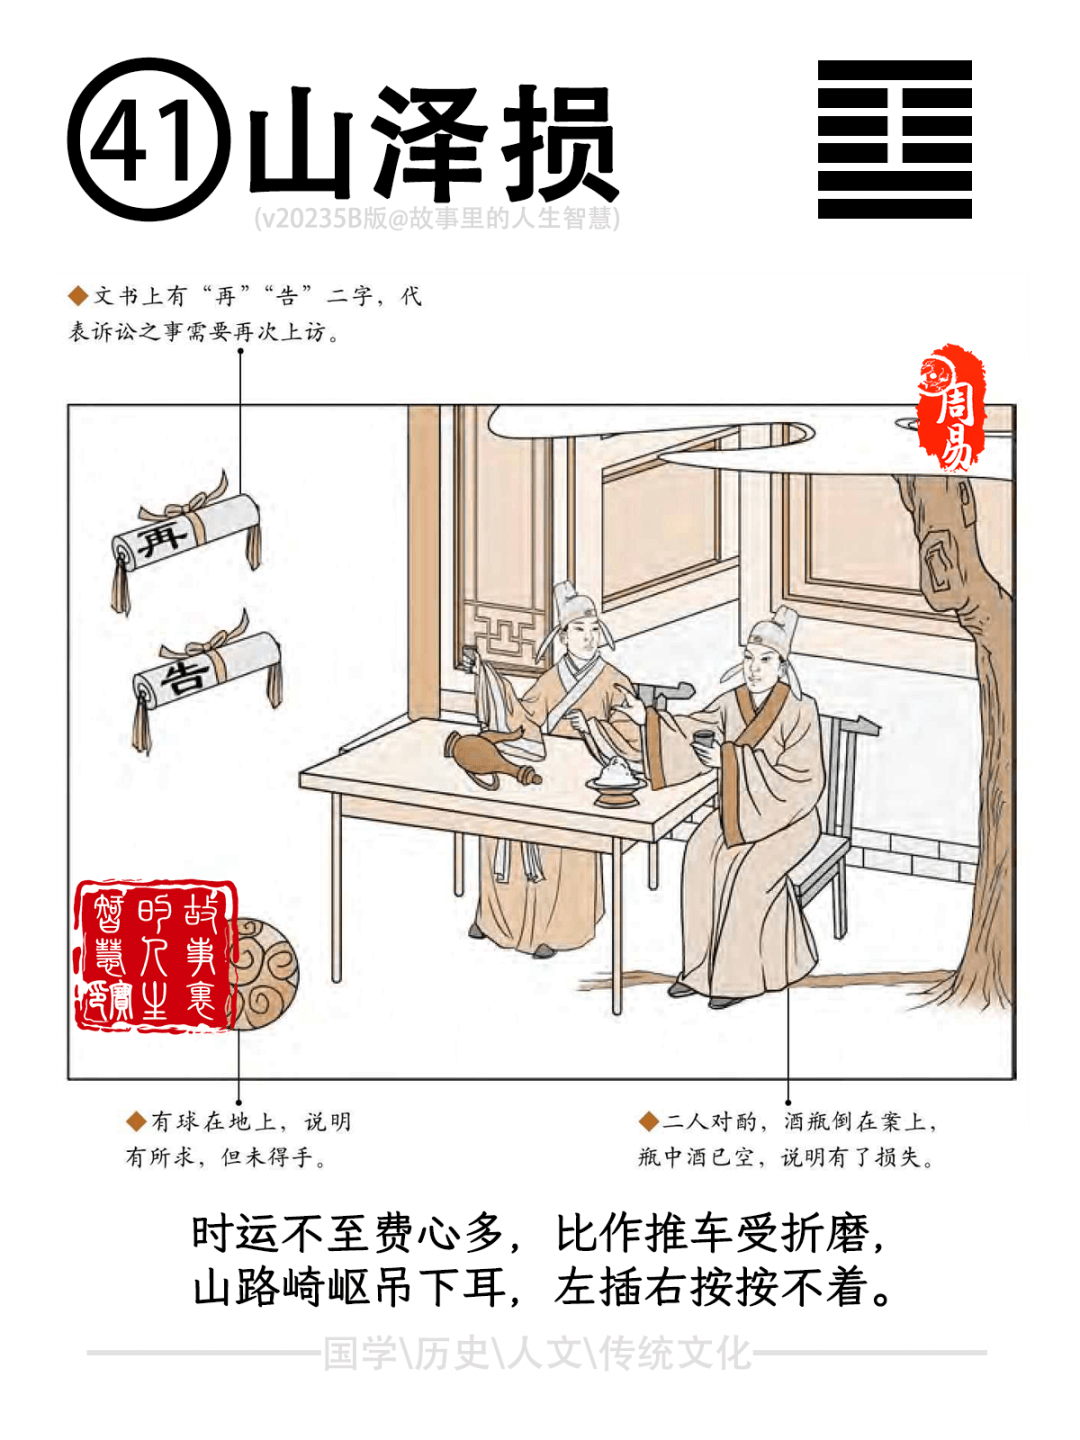 41 山泽损
(v20235B版@故事里的人生智慧)
◆文书上有“再”“告”二字，代
表诉讼之事需要再次上访。
周易
再
告
故事里
的人生
智慧
◆有球在地上，说明
有所求，但未得手。
◆二人对酌，酒瓶倒在案上，
瓶中酒已空，说明有了损失。
时运不至费心多，比作推车受折磨，
山路崎岖吊下耳，左插右按按不着。
国学\历史\人文\传统文化